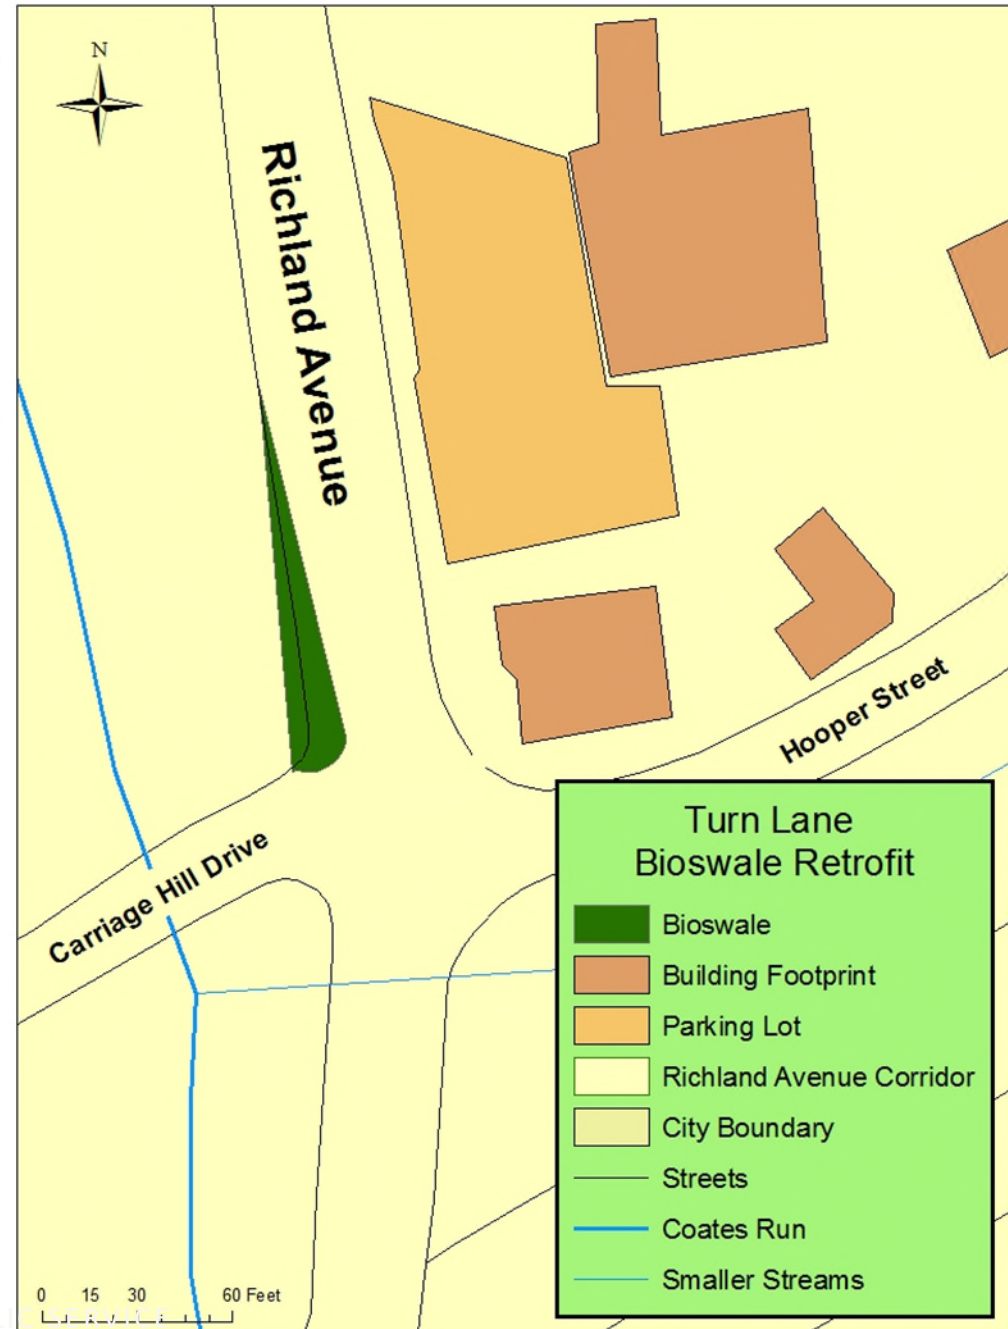 N
Richland Avenue
Hooper Street
Carriage Hill Drive
Turn Lane
Bioswale Retrofit
Bioswale
Building Footprint
Parking Lot
Richland Avenue Corridor
City Boundary
Streets
Coates Run
Smaller Streams
0 15 30 60 Feet
SERVICE